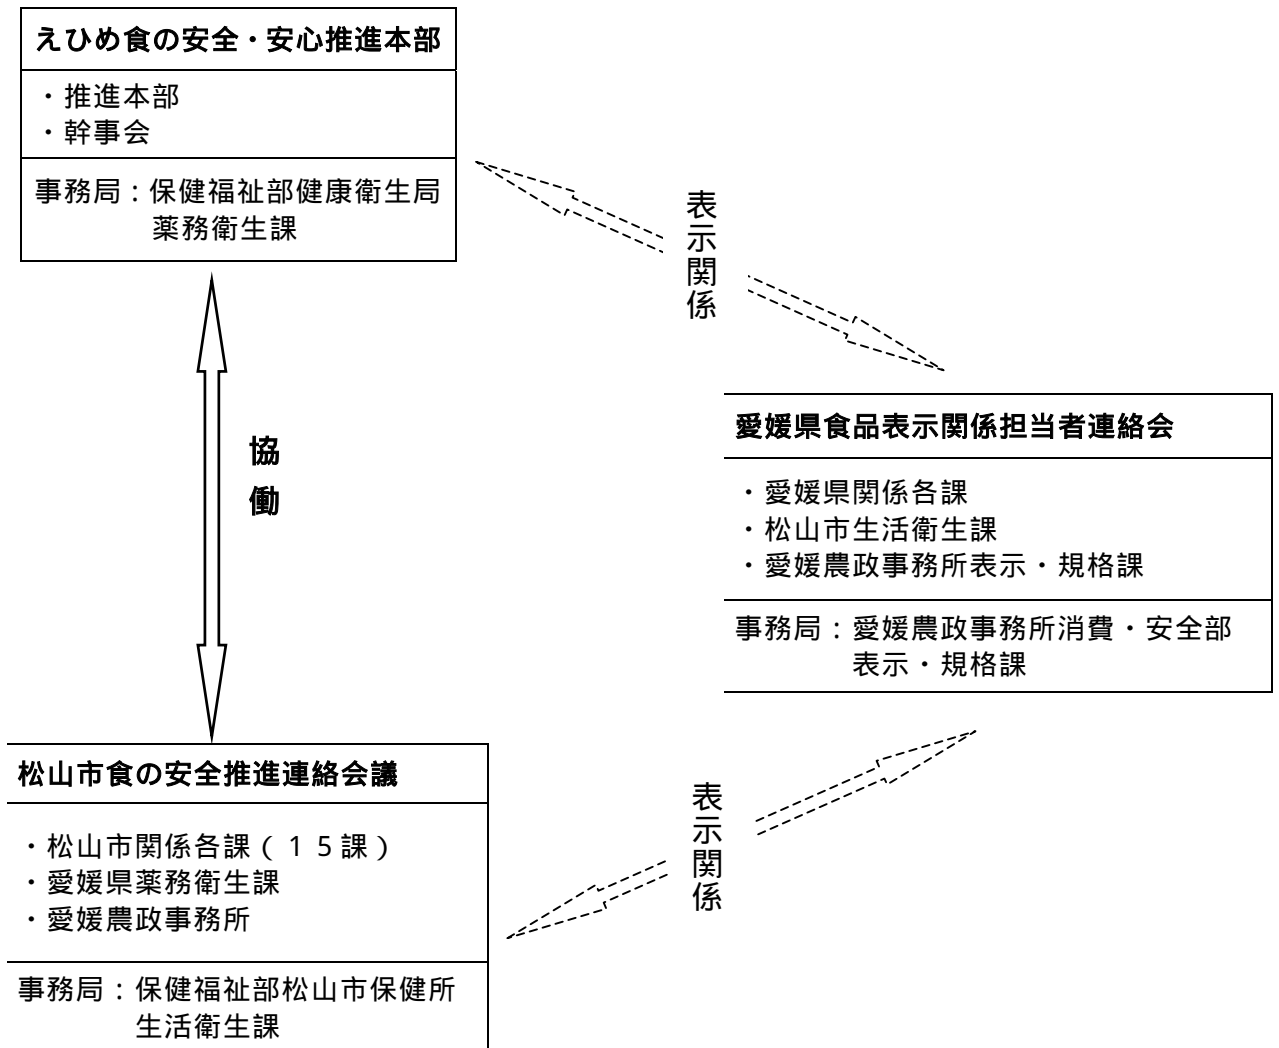 えひめ食の安全・安心推進本部
・推進本部
・幹事会
事務局：保健福祉部健康衛生局
薬務衛生課
表示関係
協働
愛媛県食品表示関係担当者連絡会
・愛媛県関係各課
・松山市生活衛生課
・愛媛農政事務所表示・規格課
事務局：愛媛農政事務所消費・安全部
表示・規格課
松山市食の安全推進連絡会議
・松山市関係各課（１５課）
・愛媛県薬務衛生課
・愛媛農政事務所
事務局：保健福祉部松山市保健所
生活衛生課
表示関係